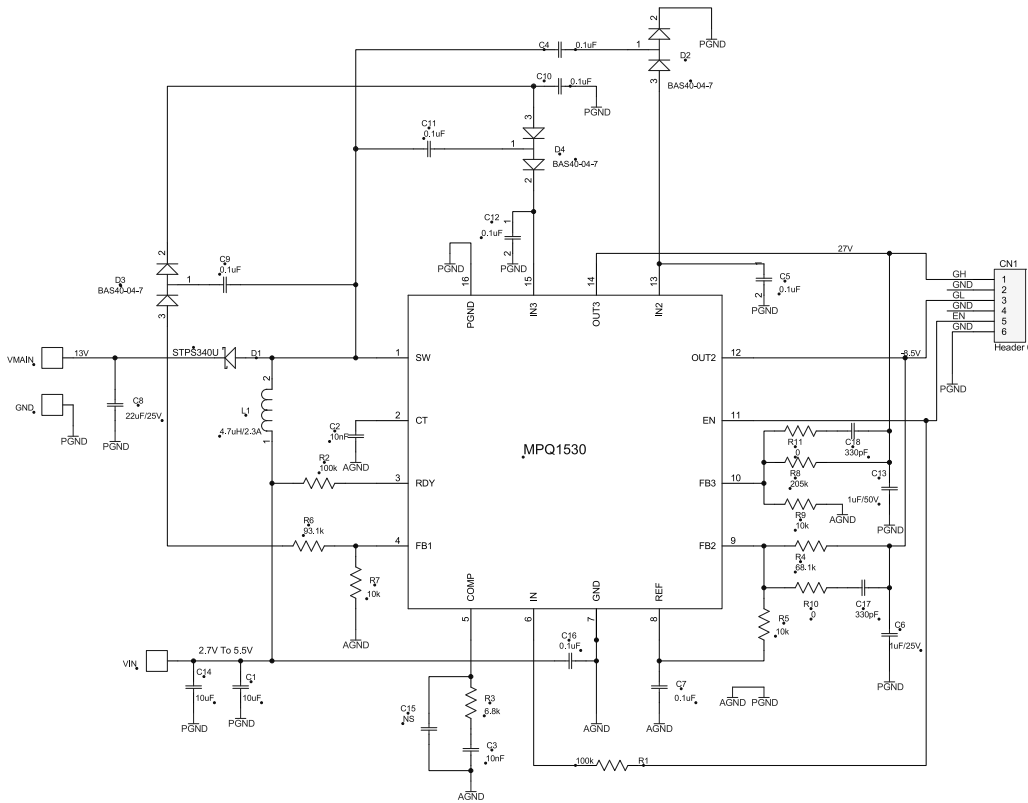 2
PGND
C4
0.1uF
1
D2
3
BAS40-04-7
C10
0.1uF
PGND
C11
0.1uF
3
1
D4
BAS40-04-7
2
C12
1
0.1uF
2
PGND
PGND
2
C9
0.1uF
D3
BAS40-04-7
1
3
27V
1
C5
0.1uF
2
PGND
CN1
GH 1
GND 2
GL 3
GND 4
EN 5
GND 6
Header
PGND
16
PGND
15
IN3
14
OUT3
13
IN2
VMAIN
13V
STPS340U
D1
1
SW
OUT2
12
-8.5V
C8
22uF/25V
GND
PGND
PGND
2
L1
4.7uH/2.3A
1
C2
10nF
AGND
2
CT
EN
11
MPQ1530
R2
100k
3
RDY
FB3
10
R11
0
C18
330pF
R8
205k
C13
1uF/50V
R9
10k
AGND
PGND
R6
93.1k
4
FB1
FB2
9
R4
68.1k
R7
10k
AGND
R10
0
C17
330pF
R5
10k
C6
1uF/25V
PGND
COMP
5
IN
6
GND
7
REF
8
VIN
2.7V To 5.5V
C16
0.1uF
C14
10uF
PGND
C1
10uF
PGND
C15
NS
R3
6.8k
C3
10nF
AGND
AGND
C7
0.1uF
AGND
AGND
PGND
100k
R1